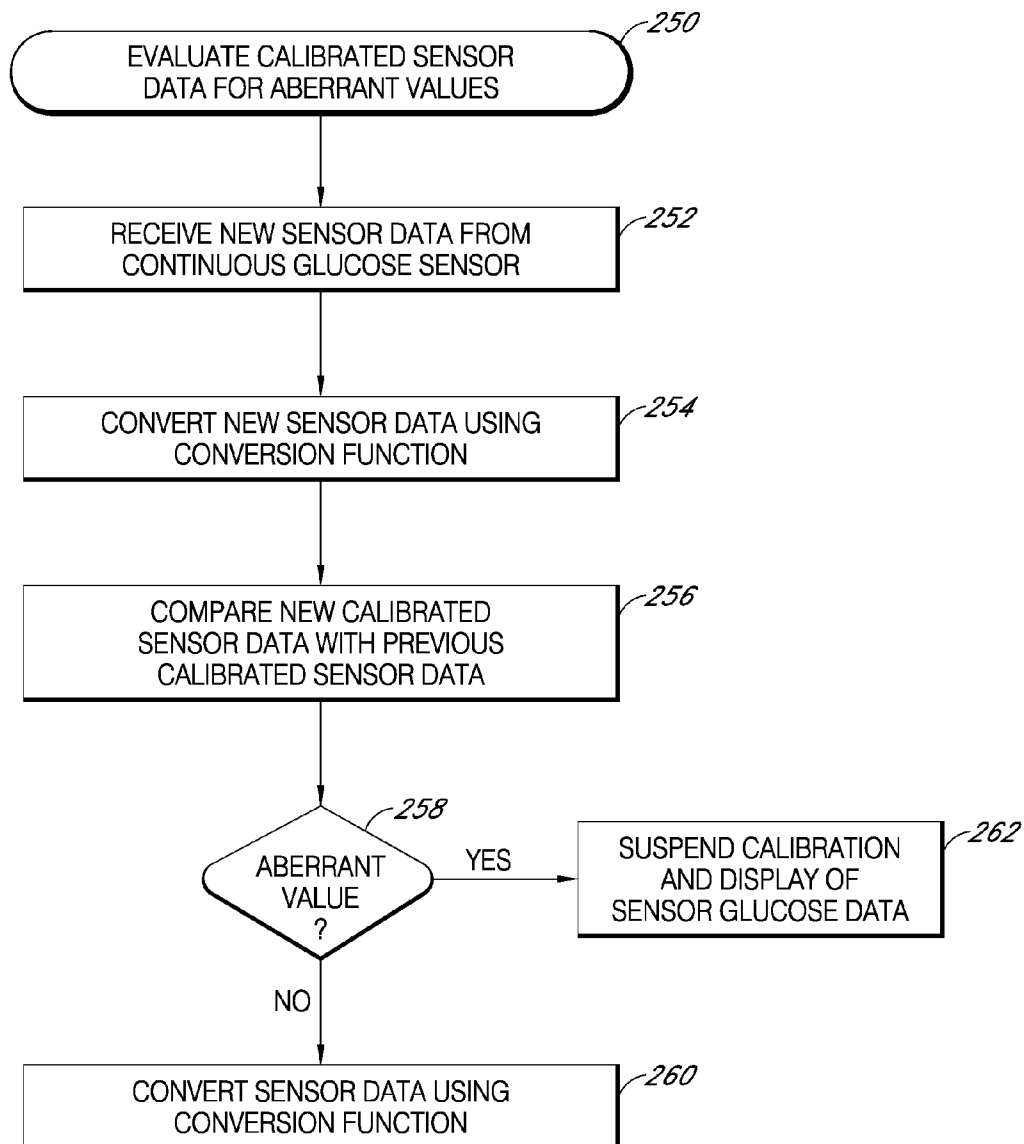 250
EVALUATE CALIBRATED SENSOR
DATA FOR ABERRANT VALUES
252
RECEIVE NEW SENSOR DATA FROM
CONTINUOUS GLUCOSE SENSOR
254
CONVERT NEW SENSOR DATA USING
CONVERSION FUNCTION
256
COMPARE NEW CALIBRATED
SENSOR DATA WITH PREVIOUS
CALIBRATED SENSOR DATA
258
ABERRANT
VALUE
?
YES
262
SUSPEND CALIBRATION
AND DISPLAY OF
SENSOR GLUCOSE DATA
NO
260
CONVERT SENSOR DATA USING
CONVERSION FUNCTION